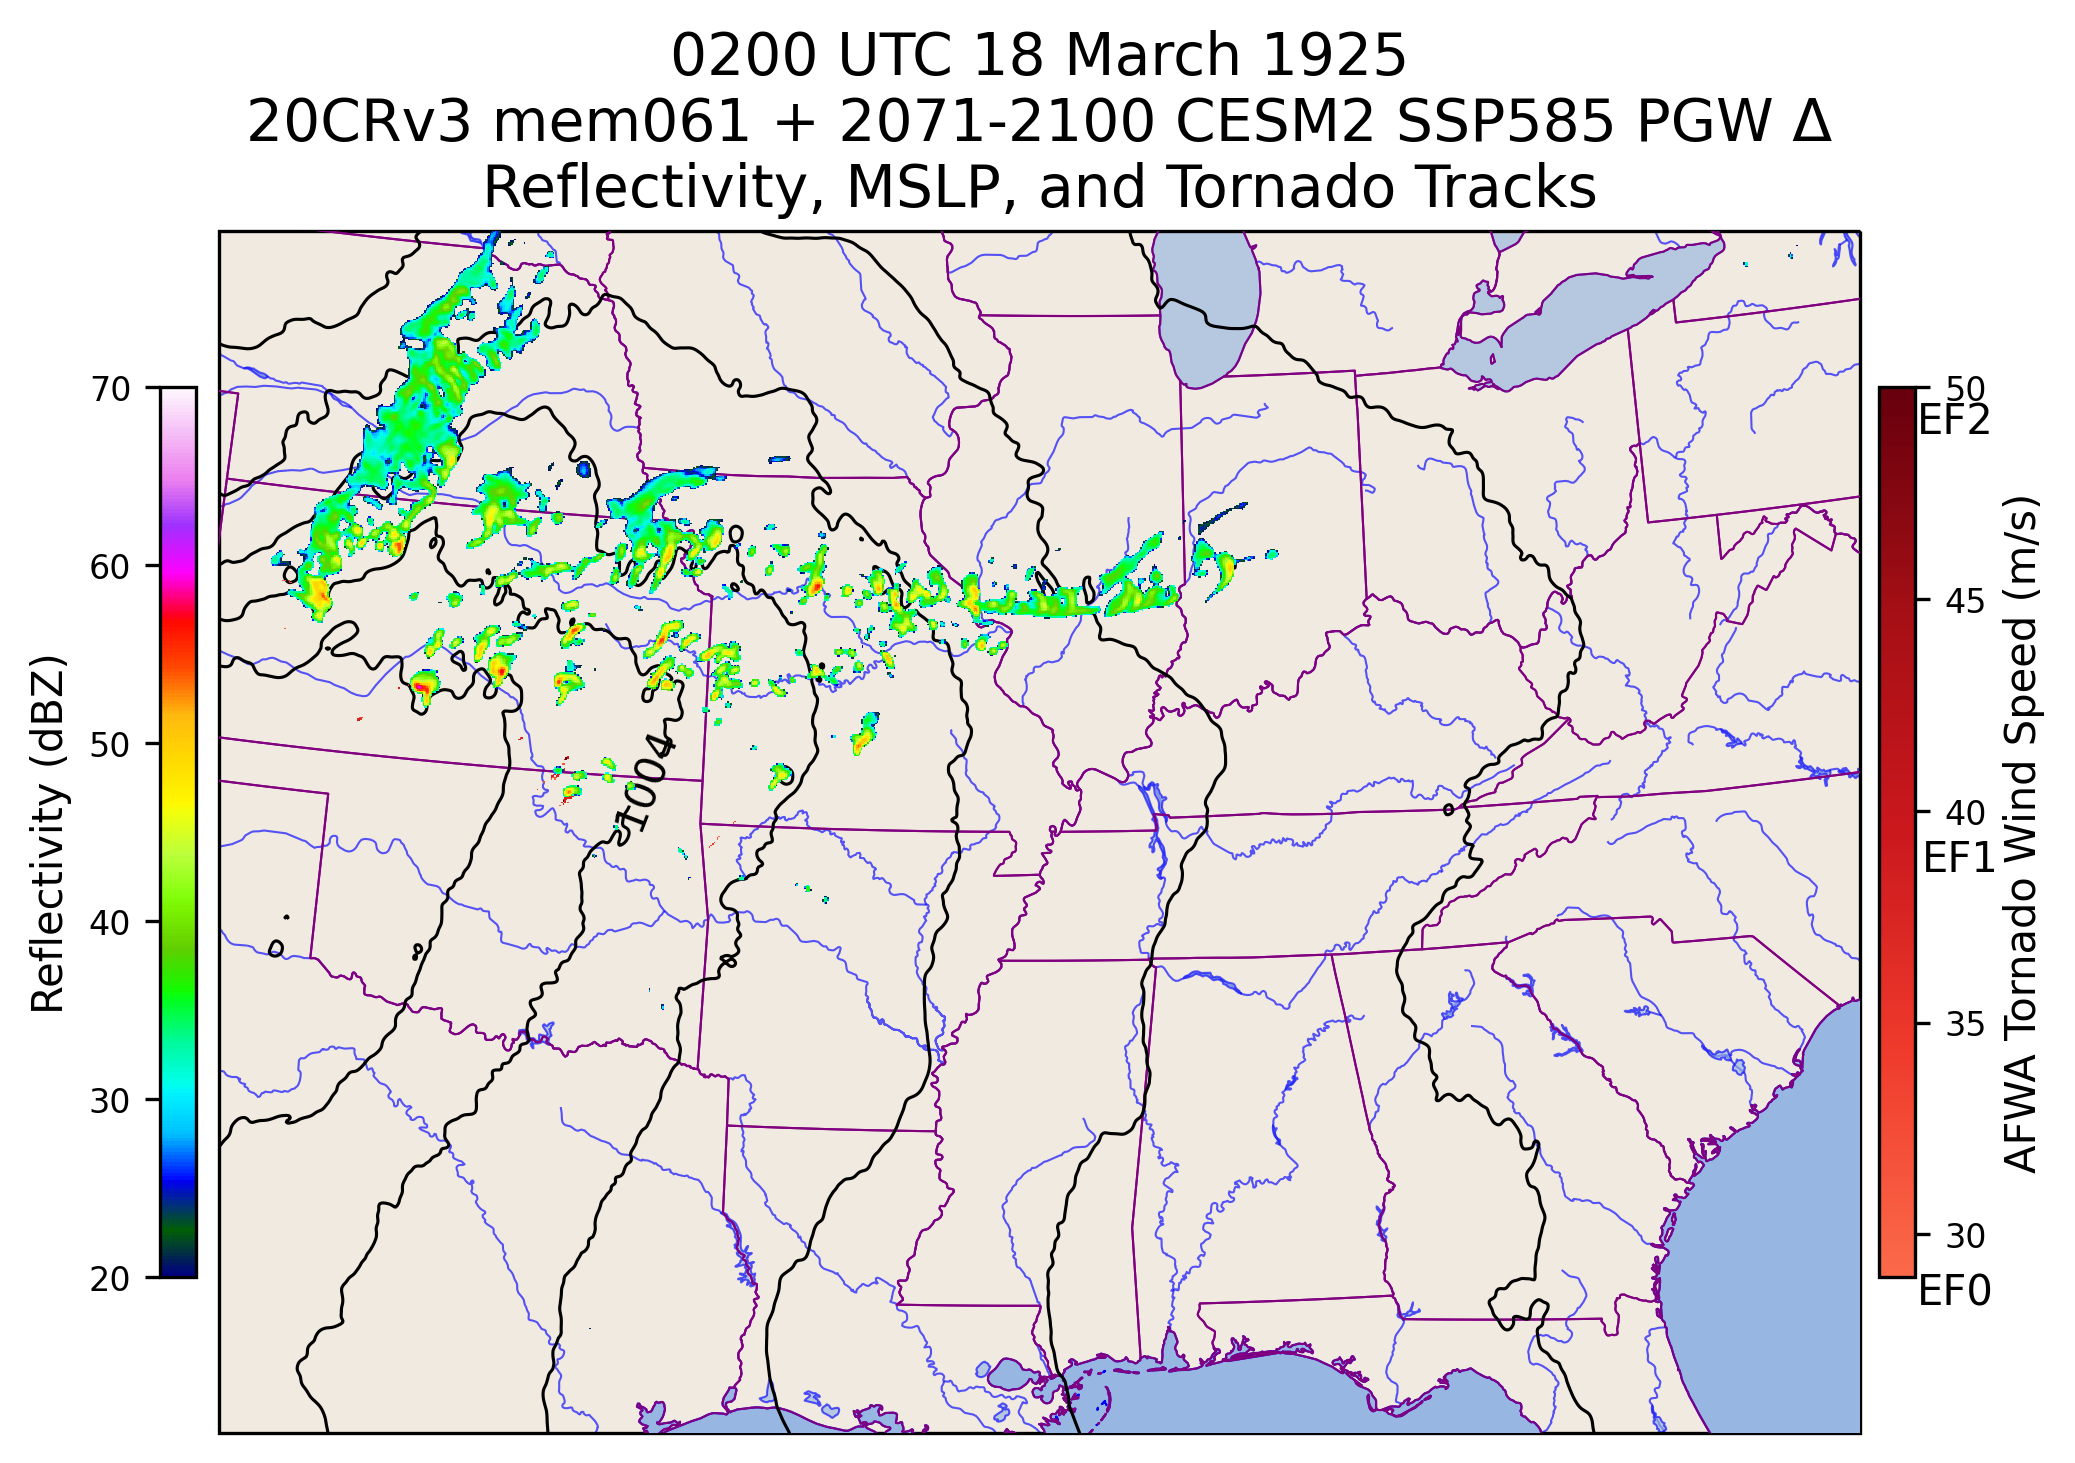 0200 UTC 18 March 1925
20CRv3 mem061 + 2071-2100 CESM2 SSP585 PGW Δ
Reflectivity, MSLP, and Tornado Tracks
70
60
50
40
30
20
Reflectivity (dBZ)
1004
50
EF2
45
40
EF1
35
30
EF0
AFWA Tornado Wind Speed (m/s)